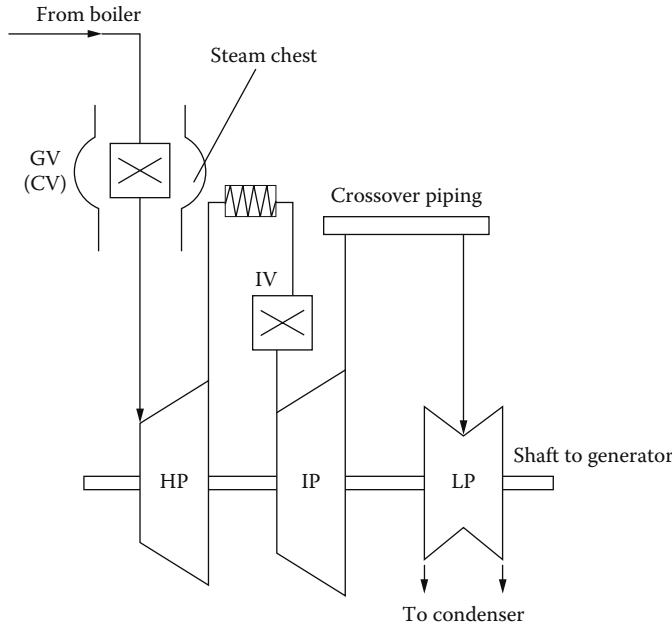 From boiler
Steam chest
GV
(CV)
Crossover piping
IV
HP
IP
LP
Shaft to generator
To condenser